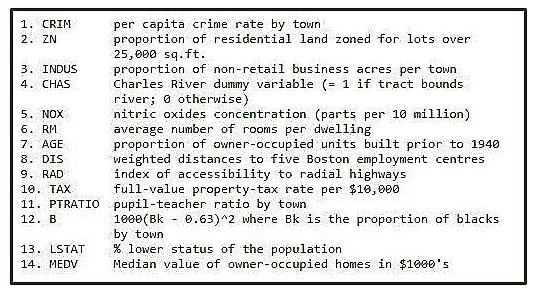 1. CRIM per capita crime rate by town
2. ZN proportion of residential land zoned for lots over
25,000 sq.ft.
3. INDUS proportion of non-retail business acres per town
4. CHAS Charles River dummy variable (= 1 if tract bounds
river; 0 otherwise)
5. NOX nitric oxides concentration (parts per 10 million)
6. RM average number of rooms per dwelling
7. AGE proportion of owner-occupied units built prior to 1940
8. DIS weighted distances to five Boston employment centres
9. RAD index of accessibility to radial highways
10. TAX full-value property-tax rate per $10,000
11. PTRATIO pupil-teacher ratio by town
12. B 1000(Bk - 0.63)^2 where Bk is the proportion of blacks
by town
13. LSTAT % lower status of the population
14. MEDV Median value of owner-occupied homes in $1000's